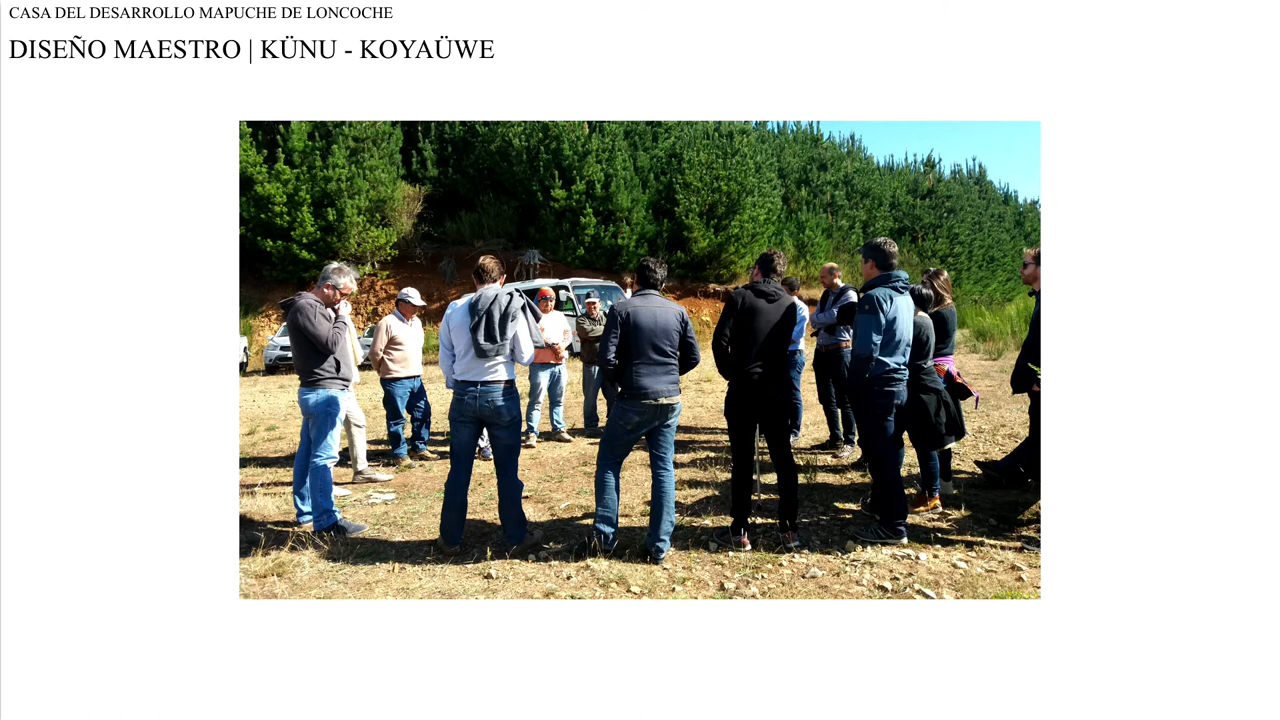 CASA DEL DESARROLLO MAPUCHE DE LONCOCHE
DISEÑO MAESTRO | KÜNU - KOYAÜWE